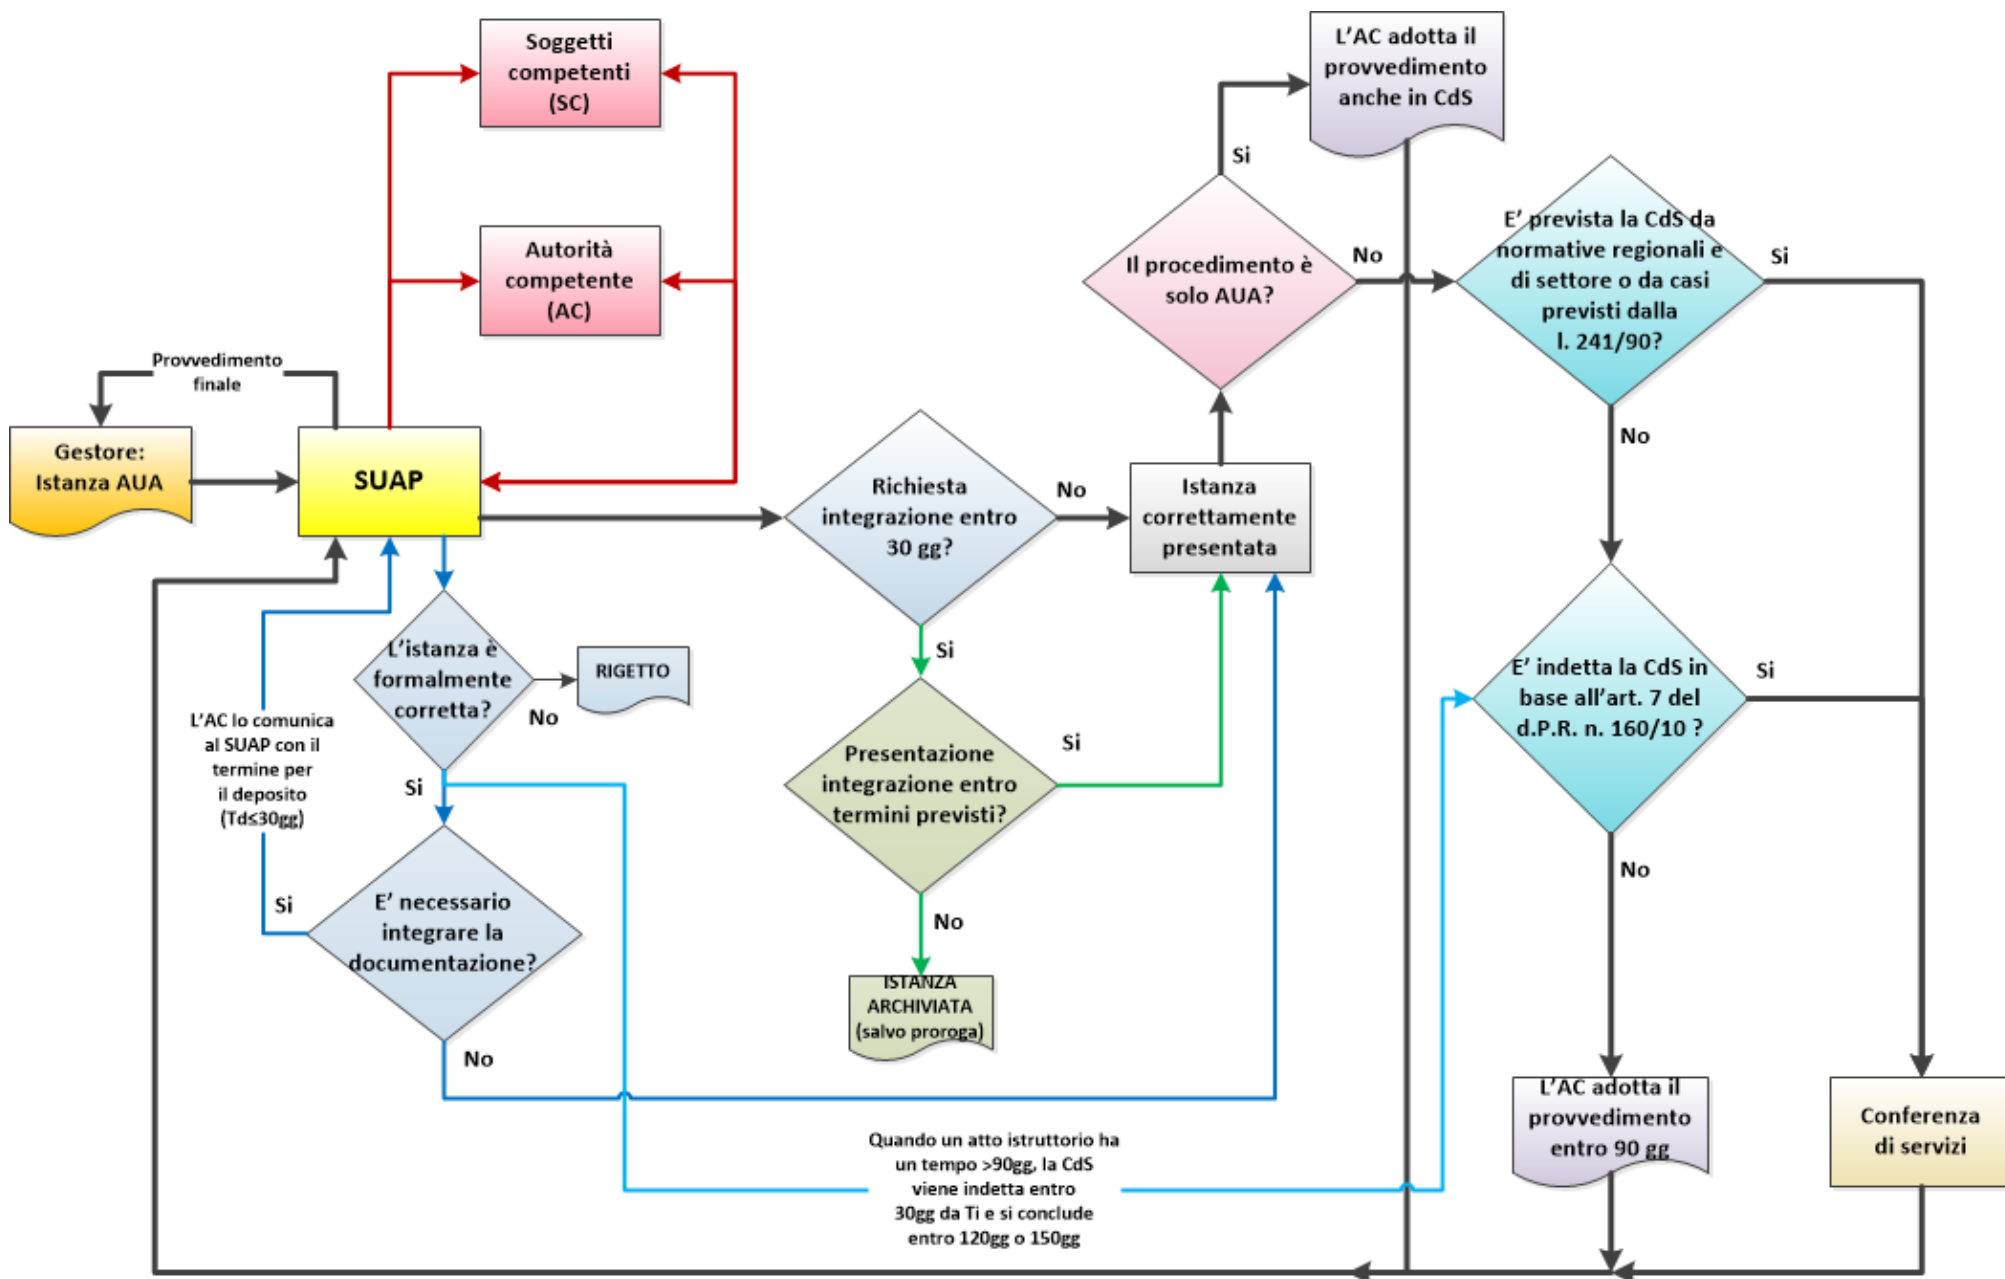 Soggetti
competenti
(SC)
L'AC adotta il
provvedimento
anche in CdS
Si
Autorità
competente
(AC)
Il procedimento è
solo AUA?
No
E' prevista la CdS da
normative regionali e
di settore o da casi
previsti dalla
l. 241/90?
Si
Provvedimento
finale
Gestore:
Istanza AUA
SUAP
Richiesta
integrazione entro
30 gg?
No
Istanza
correttamente
presentata
No
Si
L'istanza è
formalmente
corretta?
No
RIGETTO
E' indetta la CdS in
base all'art. 7 del
d.P.R. n. 160/10 ?
Si
L'AC lo comunica
al SUAP con il
termine per
il deposito
(Td≤30gg)
Si
Presentazione
integrazione entro
termini previsti?
Si
No
E' necessario
integrare la
documentazione?
Si
No
No
ISTANZA
ARCHIVIATA
(salvo proroga)
L'AC adotta il
provvedimento
entro 90 gg
Conferenza
di servizi
Quando un atto istruttorio ha
un tempo >90gg, la CdS
viene indetta entro
30gg da Ti e si conclude
entro 120gg o 150gg